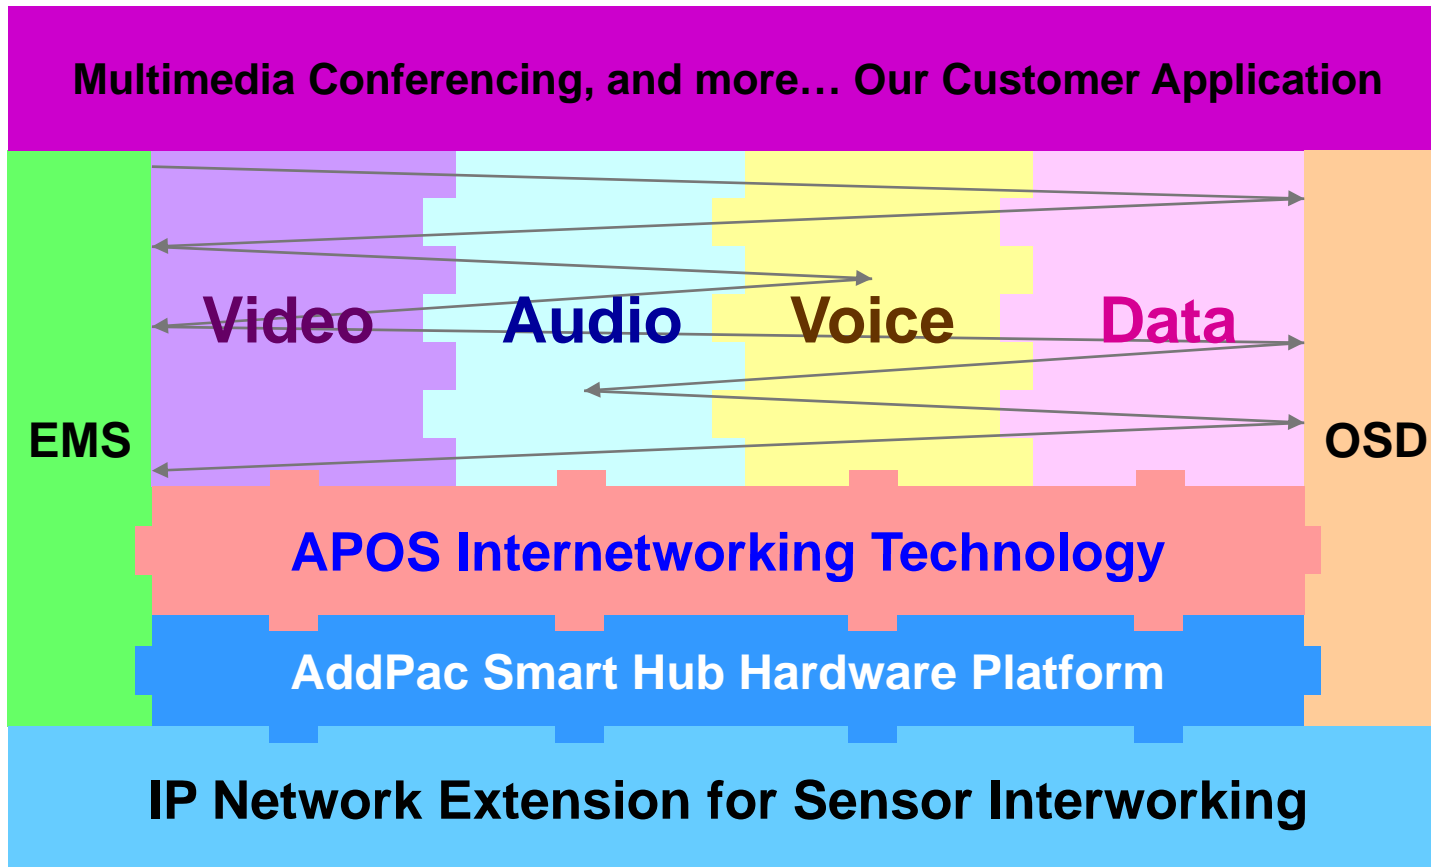 Multimedia Conferencing, and more… Our Customer Application
Video Audio Voice Data
EMS
OSD
APOS Internetworking Technology
AddPac Smart Hub Hardware Platform
IP Network Extension for Sensor Interworking